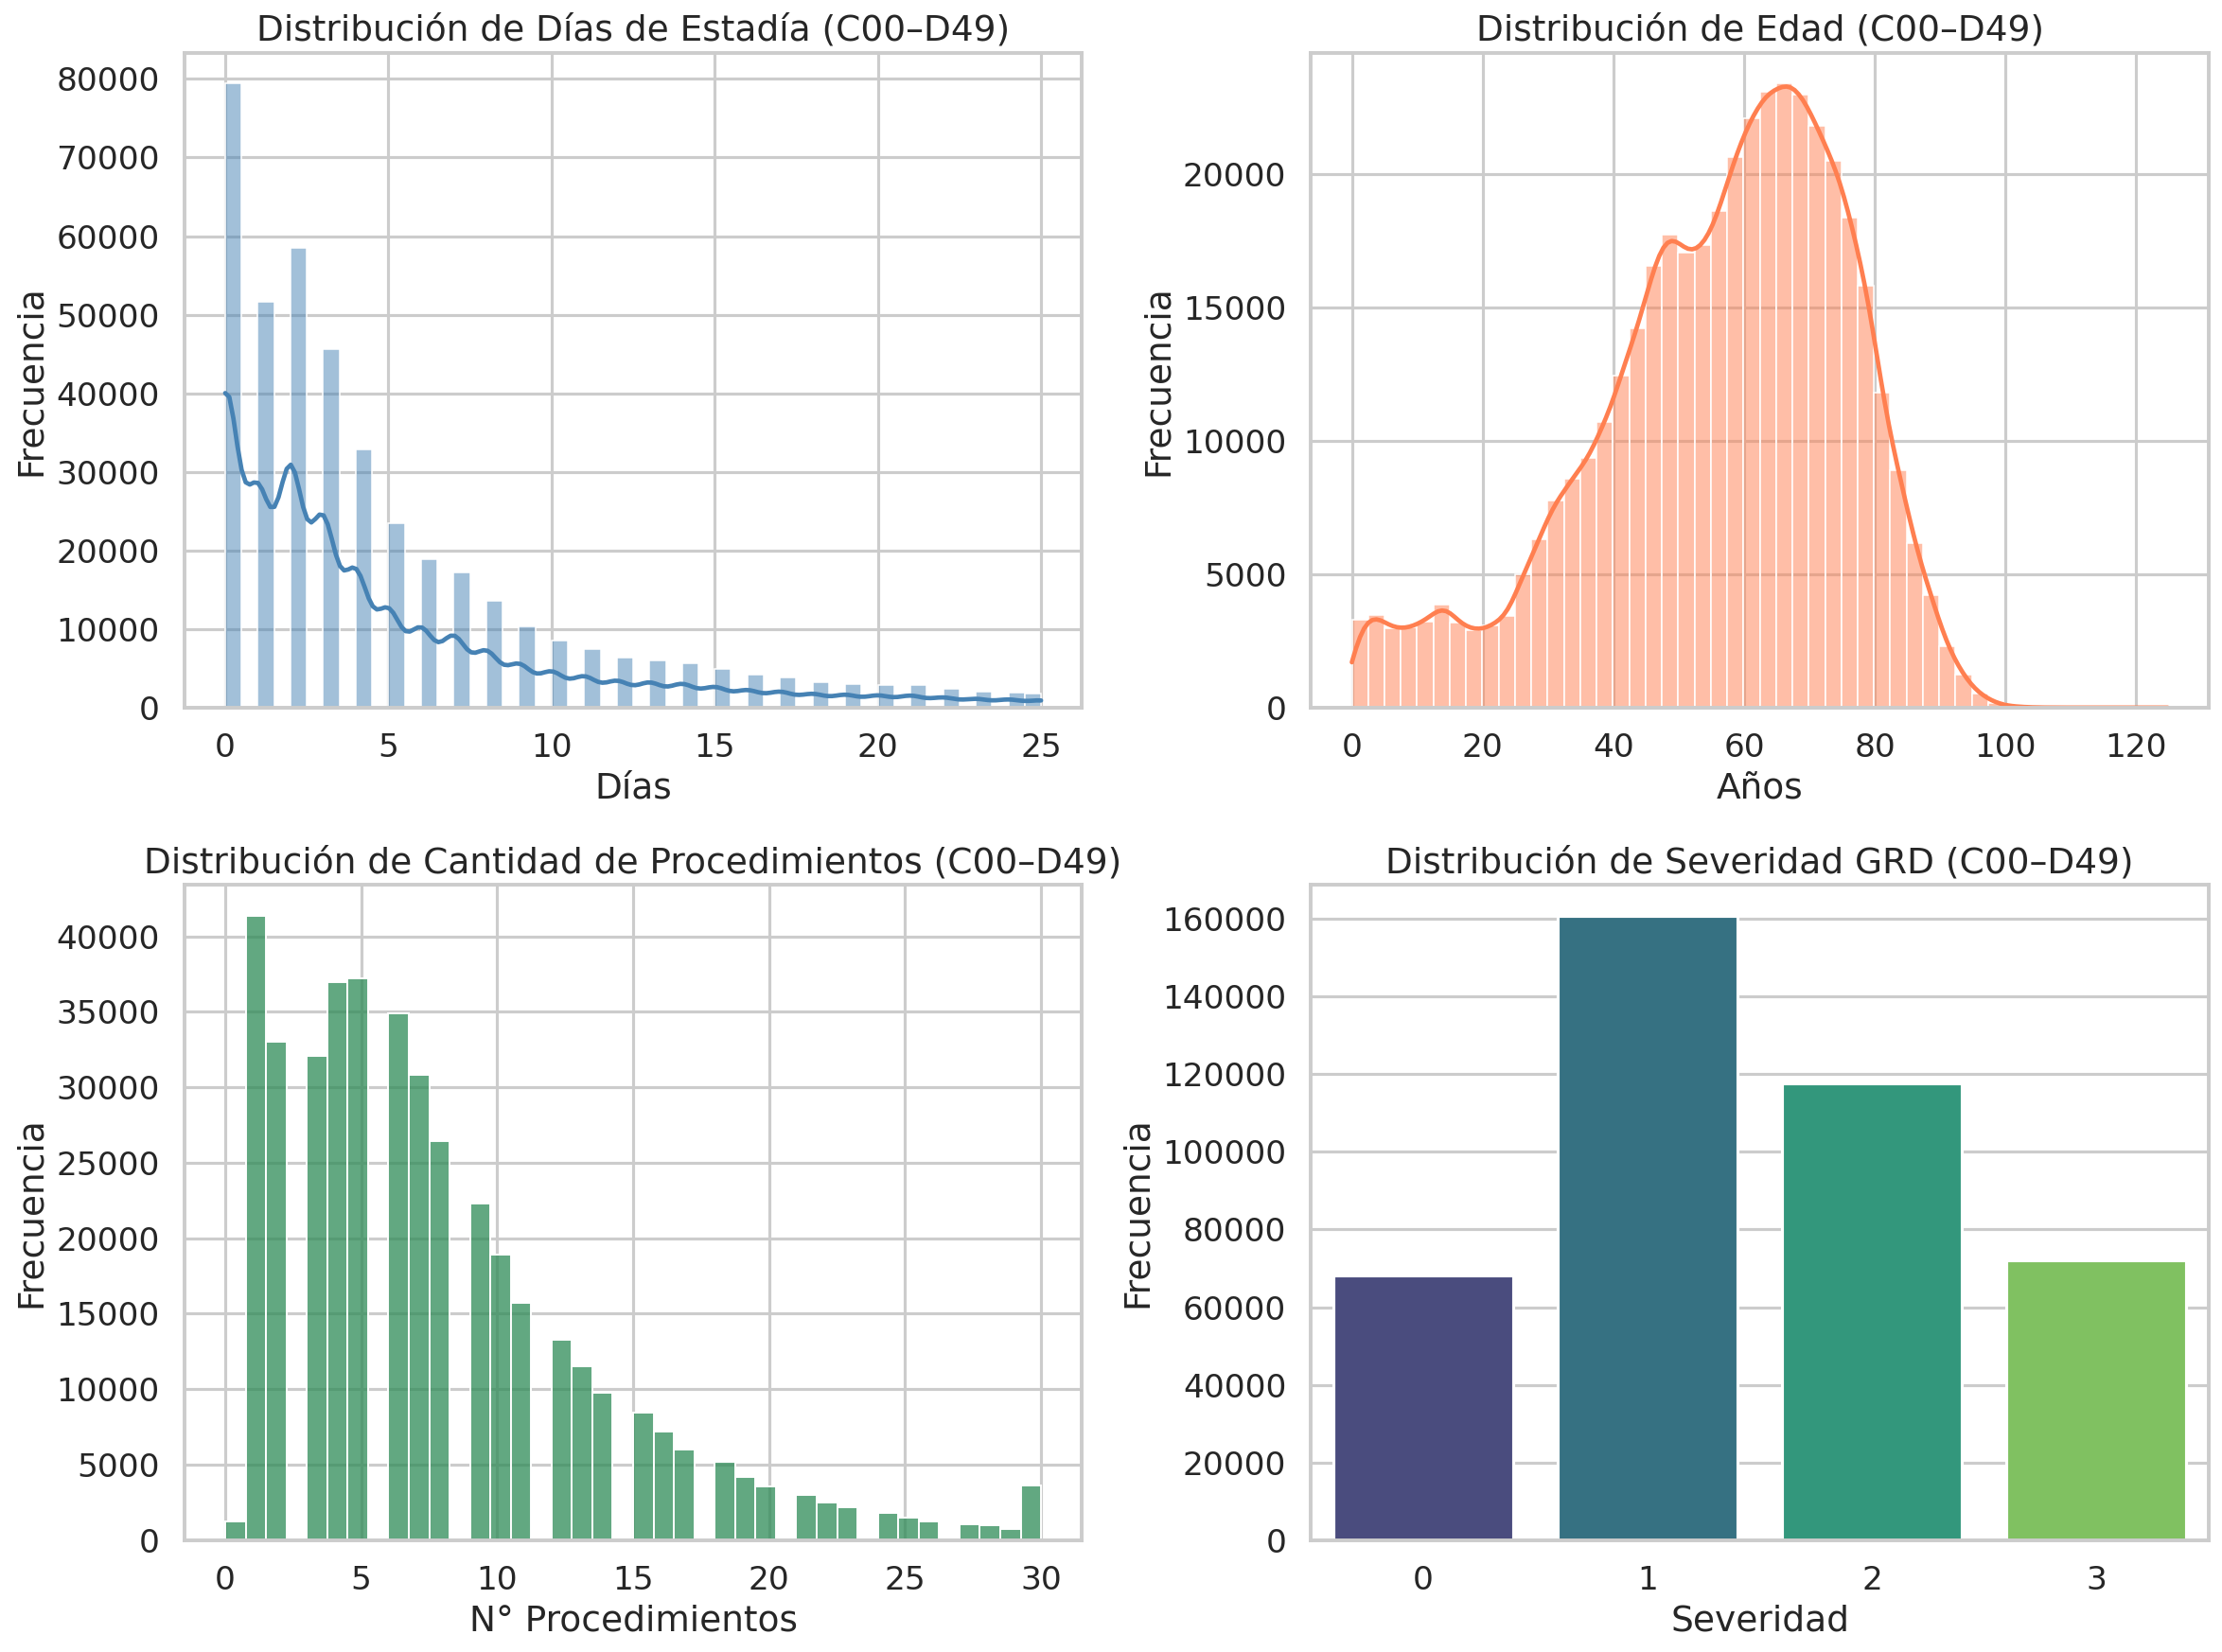 Distribución de Días de Estadía (C00–D49)
80000
70000
60000
50000
40000
30000
20000
10000
0
Frecuencia
0 5 10 15 20 25
Días
Distribución de Edad (C00–D49)
20000
15000
10000
5000
0
Frecuencia
0 20 40 60 80 100 120
Años
Distribución de Cantidad de Procedimientos (C00–D49)
40000
35000
30000
25000
20000
15000
10000
5000
0
Frecuencia
0 5 10 15 20 25 30
N° Procedimientos
Distribución de Severidad GRD (C00–D49)
160000
140000
120000
100000
80000
60000
40000
20000
0
Frecuencia
0 1 2 3
Severidad